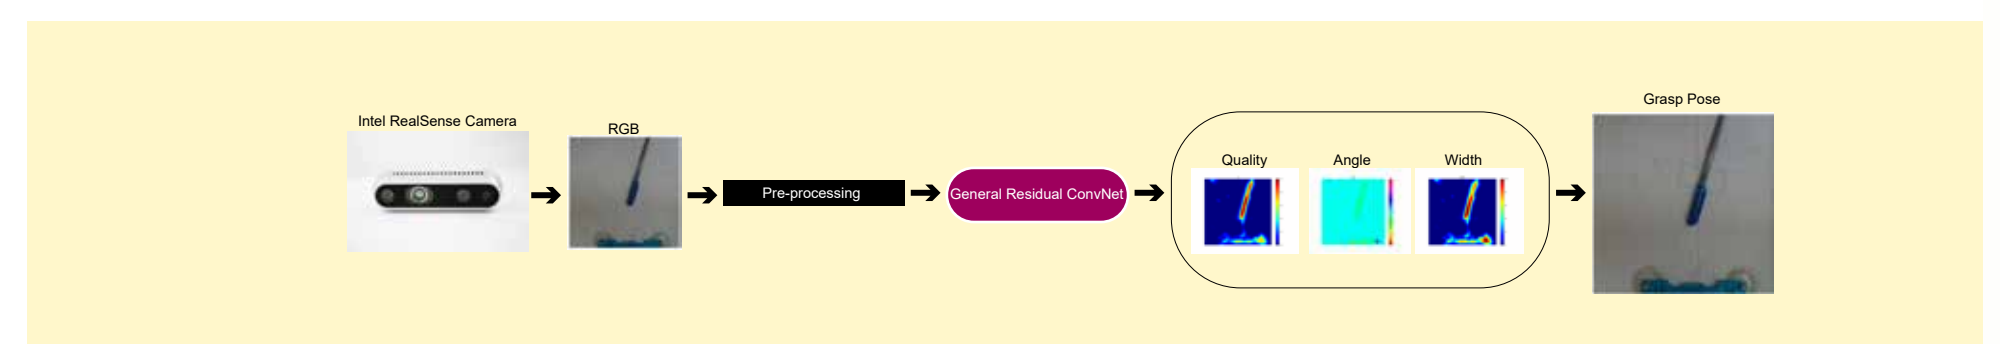 Intel RealSense Camera
RGB
Pre-processing
General Residual ConvNet
Quality
Angle
Width
Grasp Pose